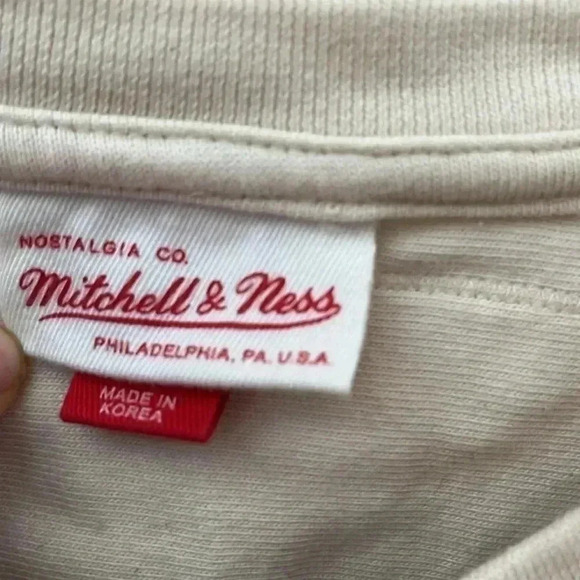 NOSTALGIA CO.
Mitchell & Ness
PHILADELPHIA, PA. U.S.A.
MADE IN
KOREA